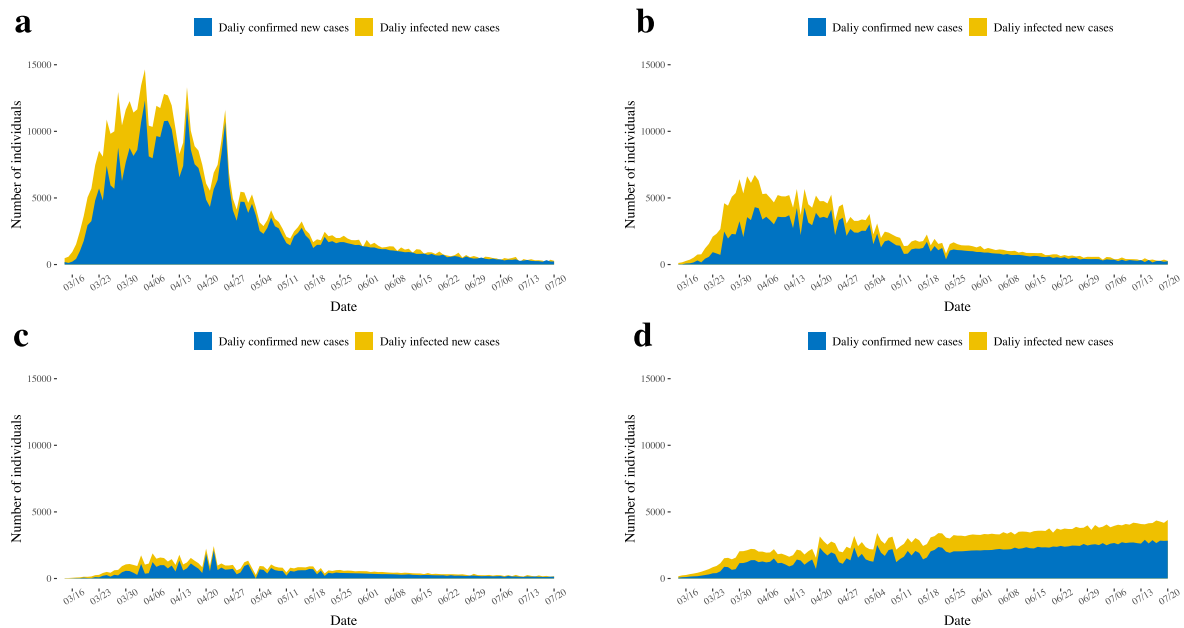 a
Daliy confirmed new cases Daliy infected new cases
15000
10000
5000
0
Number of individuals
03/16 03/23 03/30 04/06 04/13 04/20 04/27 05/04 05/11 05/18 05/25 06/01 06/08 06/15 06/22 06/29 07/06 07/13 07/20
Date
b
Daliy confirmed new cases Daliy infected new cases
15000
10000
5000
0
Number of individuals
03/16 03/23 03/30 04/06 04/13 04/20 04/27 05/04 05/11 05/18 05/25 06/01 06/08 06/15 06/22 06/29 07/06 07/13 07/20
Date
c
Daliy confirmed new cases Daliy infected new cases
15000
10000
5000
0
Number of individuals
03/16 03/23 03/30 04/06 04/13 04/20 04/27 05/04 05/11 05/18 05/25 06/01 06/08 06/15 06/22 06/29 07/06 07/13 07/20
Date
d
Daliy confirmed new cases Daliy infected new cases
15000
10000
5000
0
Number of individuals
03/16 03/23 03/30 04/06 04/13 04/20 04/27 05/04 05/11 05/18 05/25 06/01 06/08 06/15 06/22 06/29 07/06 07/13 07/20
Date